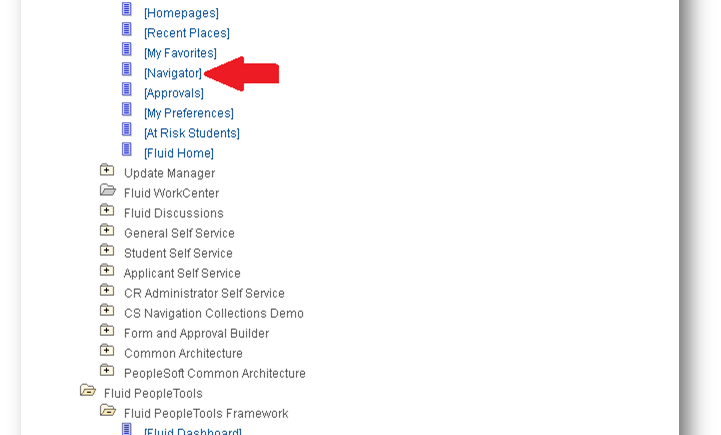 [Homepages]
[Recent Places]
[My Favorites]
[Navigator]
[Approvals]
[My Preferences]
[At Risk Students]
[Fluid Home]
Update Manager
Fluid WorkCenter
Fluid Discussions
General Self Service
Student Self Service
Applicant Self Service
CR Administrator Self Service
CS Navigation Collections Demo
Form and Approval Builder
Common Architecture
PeopleSoft Common Architecture
Fluid PeopleTools
Fluid PeopleTools Framework
[Fluid Dashboard]